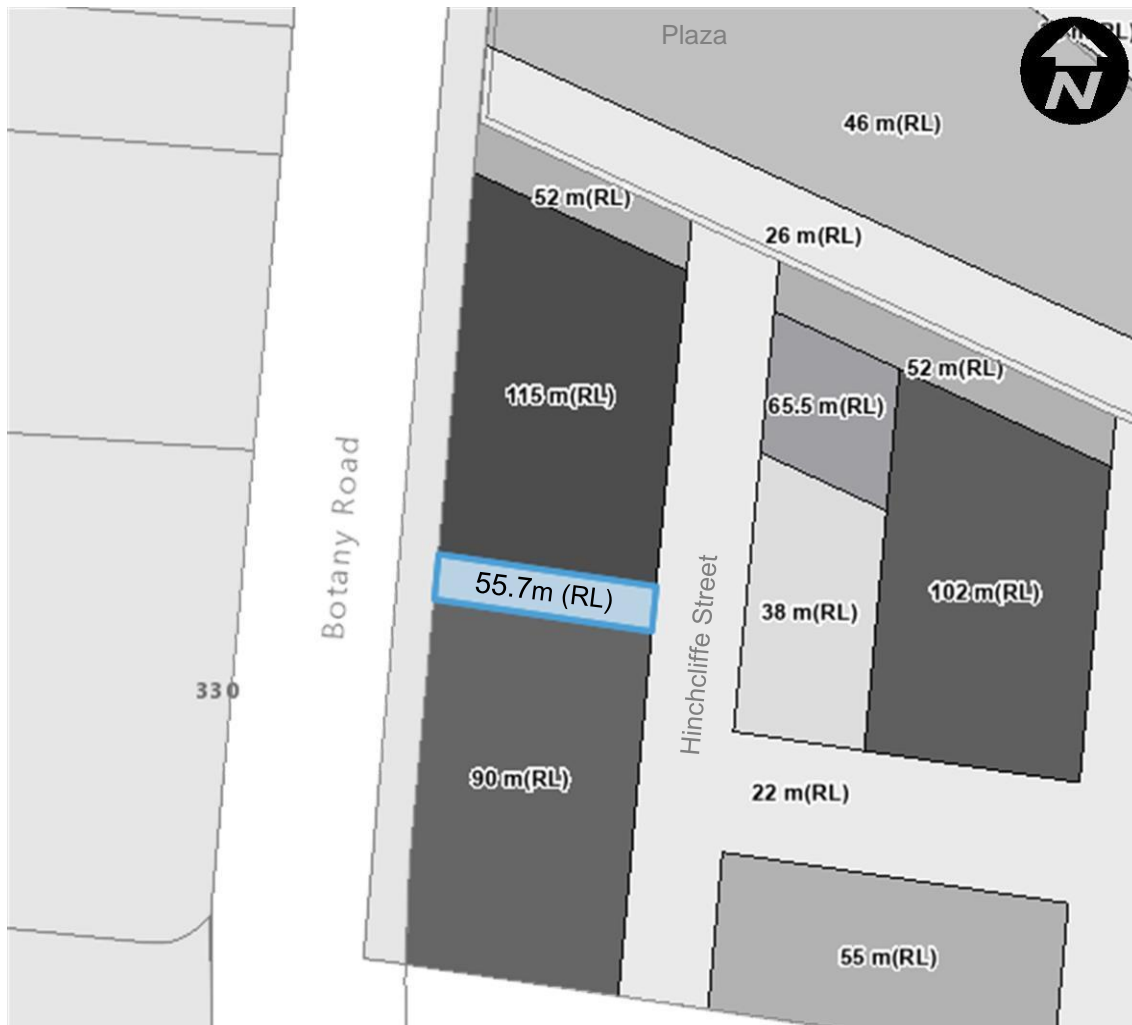 Plaza
N
46 m(RL)
52 m(RL)
26 m(RL)
52 m(RL)
115 m(RL)
65.5 m(RL)
Botany Road
55.7m (RL)
Hinchcliffe Street
38 m(RL)
102 m(RL)
330
90 m(RL)
22 m(RL)
55 m(RL)